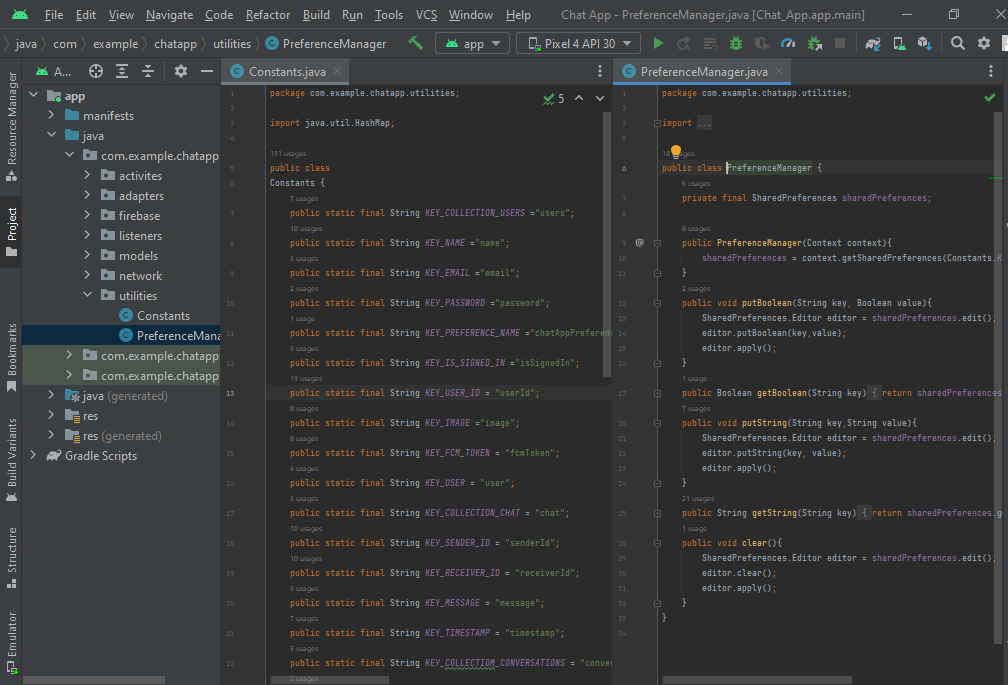 File Edit View Navigate Code Refactor Build Run Tools VCS Window Help Chat App - PreferenceManager.java [Chat_App.app.main]
java com example chatapp utilities PreferenceManager app Pixel 4 API 30
Resource Manager
Project
Bookmarks
Build Variants
Structure
Emulator
A...
app
manifests
java
com.example.chatapp
activites
adapters
firebase
listeners
models
network
utilities
Constants
PreferenceMana
com.example.chatapp
com.example.chatapp
java (generated)
res
res (generated)
Gradle Scripts
Constants.java
5
1 package com.example.chatapp.utilities;
2
3 import java.util.HashMap;
4
131 usages
5 public class
6 Constants {
7 usages
7 public static final String KEY_COLLECTION_USERS ="users";
10 usages
8 public static final String KEY_NAME ="name";
3 usages
9 public static final String KEY_EMAIL ="email";
2 usages
10 public static final String KEY_PASSWORD ="password";
1 usage
11 public static final String KEY_PREFERENCE_NAME ="chatAppPreferen
3 usages
12 public static final String KEY_IS_SIGNED_IN ="isSignedIn";
19 usages
13 public static final String KEY_USER_ID = "userId";
8 usages
14 public static final String KEY_IMAGE ="image";
8 usages
15 public static final String KEY_FCM_TOKEN = "fcmToken";
4 usages
16 public static final String KEY_USER = "user";
3 usages
17 public static final String KEY_COLLECTION_CHAT = "chat";
10 usages
18 public static final String KEY_SENDER_ID = "senderId";
10 usages
19 public static final String KEY_RECEIVER_ID = "receiverId";
5 usages
20 public static final String KEY_MESSAGE = "message";
7 usages
21 public static final String KEY_TIMESTAMP = "timestamp";
5 usages
22 public static final String KEY_COLLECTIOM_CONVERSATIONS = "conver
2 usages
PreferenceManager.java
1 package com.example.chatapp.utilities;
2
3 import ...
5
18 usages
6 public class PreferenceManager {
6 usages
7 private final SharedPreferences sharedPreferences;
8
6 usages
9 @ public PreferenceManager(Context context){
10 sharedPreferences = context.getSharedPreferences(Constants.K
11 }
2 usages
12 public void putBoolean(String key, Boolean value){
13 SharedPreferences.Editor editor = sharedPreferences.edit();
14 editor.putBoolean(key,value);
15 editor.apply();
16 }
1 usage
17 public Boolean getBoolean(String key) { return sharedPreferences
7 usages
20 public void putString(String key,String value){
21 SharedPreferences.Editor editor = sharedPreferences.edit();
22 editor.putString(key, value);
23 editor.apply();
24 }
21 usages
25 public String getString(String key) { return sharedPreferences.g
1 usage
28 public void clear(){
29 SharedPreferences.Editor editor = sharedPreferences.edit();
30 editor.clear();
31 editor.apply();
32 }
33 }
34